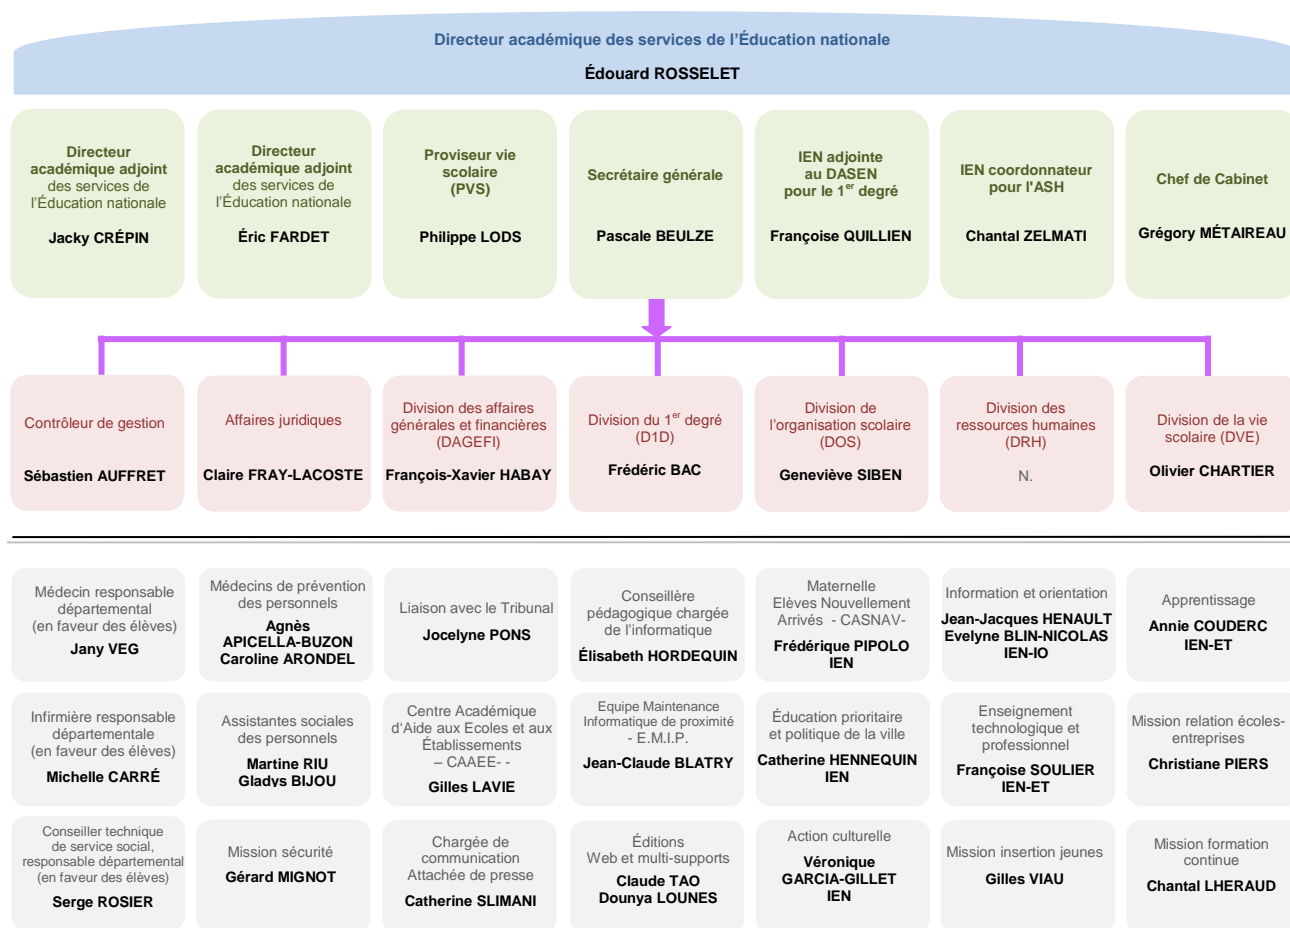 Directeur académique des services de l’Éducation nationale
Édouard ROSSELET
Directeur
académique adjoint
des services de
l’Éducation nationale
Jacky CRÉPIN
Directeur
académique adjoint
des services de
l’Éducation nationale
Éric FARDET
Proviseur vie
scolaire
(PVS)
Philippe LODS
Secrétaire générale
Pascale BEULZE
IEN adjointe
au DASEN
pour le 1er degré
Françoise QUILLIEN
IEN coordonnateur
pour l'ASH
Chantal ZELMATI
Chef de Cabinet
Grégory MÉTAIREAU
Contrôleur de gestion
Sébastien AUFFRET
Affaires juridiques
Claire FRAY-LACOSTE
Division des affaires
générales et financières
(DAGEFI)
François-Xavier HABAY
Division du 1er degré
(D1D)
Frédéric BAC
Division de
l’organisation scolaire
(DOS)
Geneviève SIBEN
Division des
ressources humaines
(DRH)
N.
Division de la vie
scolaire (DVE)
Olivier CHARTIER
Médecin responsable
départemental
(en faveur des élèves)
Jany VEG
Médecins de prévention
des personnels
Agnès
APICELLA-BUZON
Caroline ARONDEL
Liaison avec le Tribunal
Jocelyne PONS
Conseillère
pédagogique chargée
de l’informatique
Élisabeth HORDEQUIN
Maternelle
Elèves Nouvellement
Arrivés - CASNAV-
Frédérique PIPOLO
IEN
Information et orientation
Jean-Jacques HENAULT
Evelyne BLIN-NICOLAS
IEN-IO
Apprentissage
Annie COUDERC
IEN-ET
Infirmière responsable
départementale
(en faveur des élèves)
Michelle CARRÉ
Assistantes sociales
des personnels
Martine RIU
Gladys BIJOU
Centre Académique
d‘Aide aux Ecoles et aux
Établissements
– CAAEE- -
Gilles LAVIE
Equipe Maintenance
Informatique de proximité
- E.M.I.P.
Jean-Claude BLATRY
Éducation prioritaire
et politique de la ville
Catherine HENNEQUIN
IEN
Enseignement
technologique et
professionnel
Françoise SOULIER
IEN-ET
Mission relation écoles-
entreprises
Christiane PIERS
Conseiller technique
de service social,
responsable départemental
(en faveur des élèves)
Serge ROSIER
Mission sécurité
Gérard MIGNOT
Chargée de
communication
Attachée de presse
Catherine SLIMANI
Éditions
Web et multi-supports
Claude TAO
Dounya LOUNES
Action culturelle
Véronique
GARCIA-GILLET
IEN
Mission insertion jeunes
Gilles VIAU
Mission formation
continue
Chantal LHERAUD